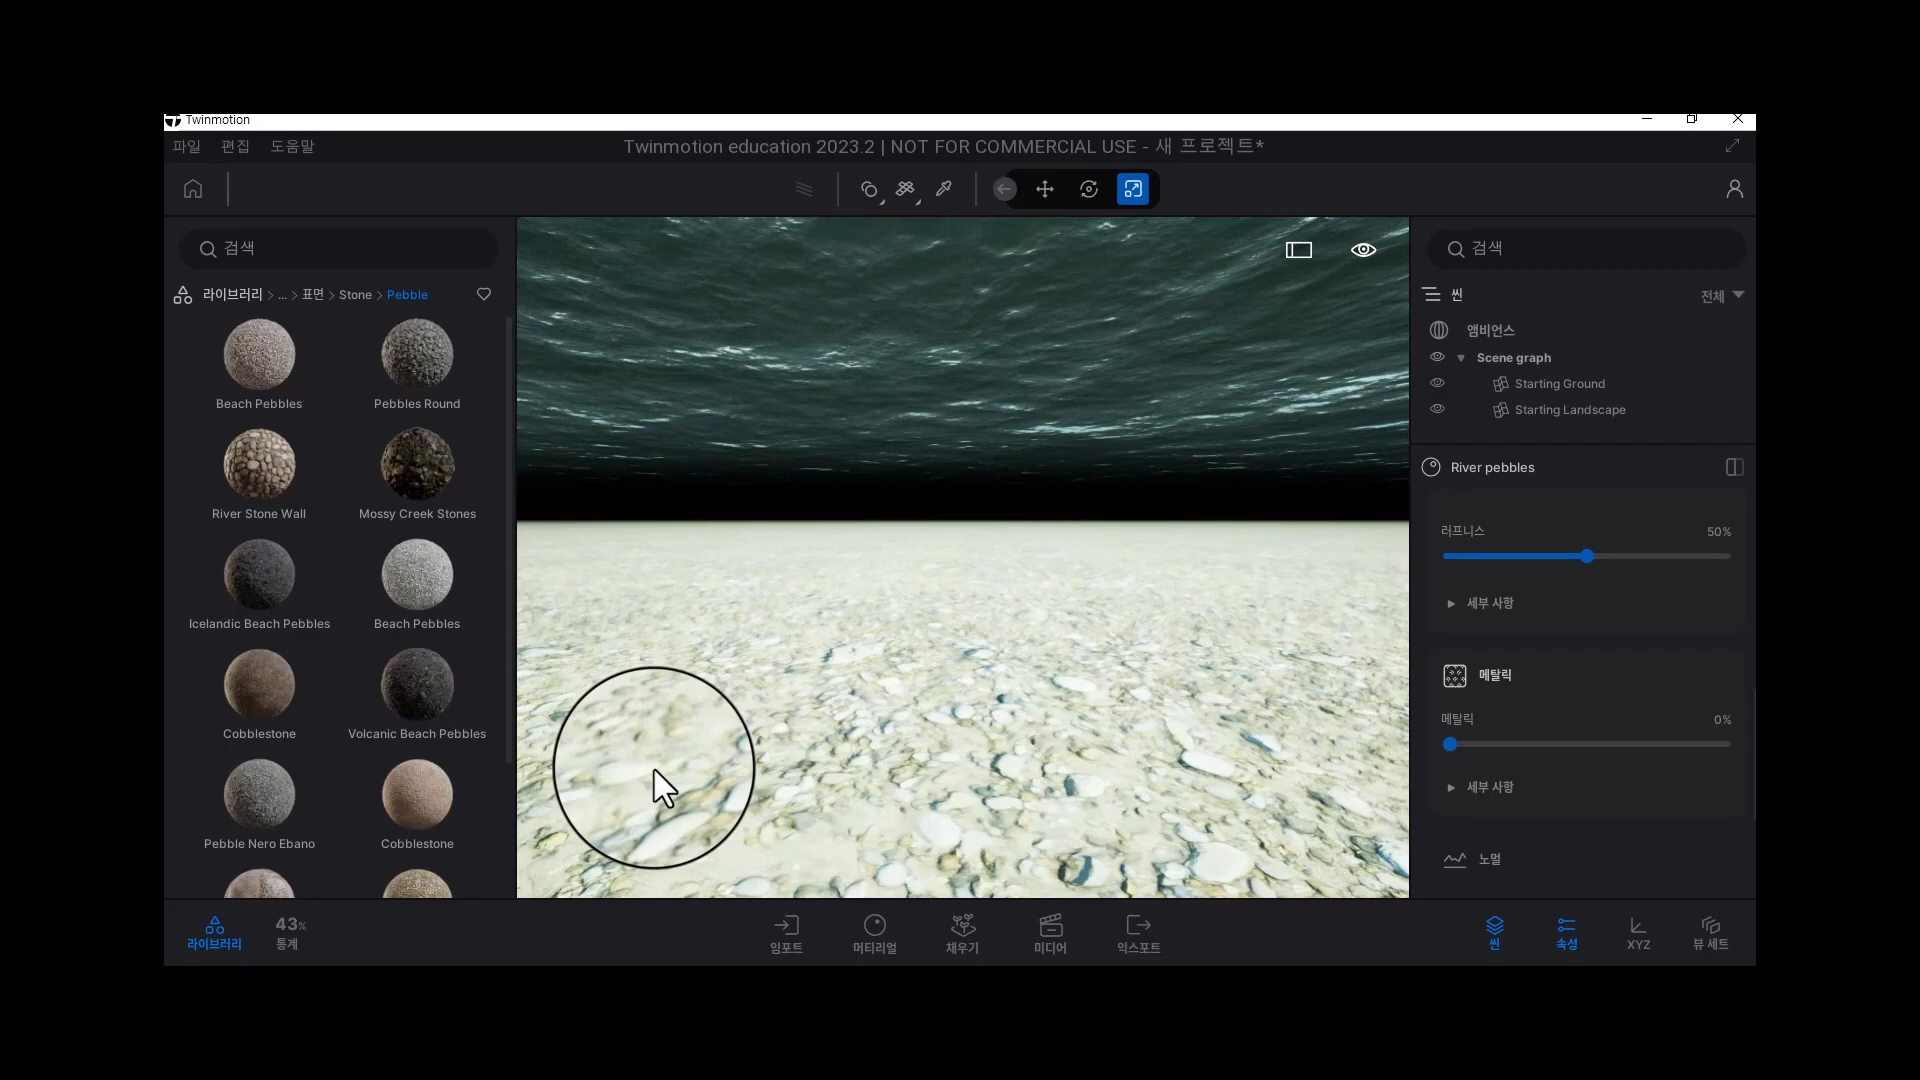 Twinmotion
파일 편집 도움말
Twinmotion education 2023.2 | NOT FOR COMMERCIAL USE - 새 프로젝트*
검색
라이브러리 > ... > 표면 > Stone > Pebble
Beach Pebbles
Pebbles Round
River Stone Wall
Mossy Creek Stones
Icelandic Beach Pebbles
Beach Pebbles
Cobblestone
Volcanic Beach Pebbles
Pebble Nero Ebano
Cobblestone
검색
씬 전체
앰비언스
Scene graph
Starting Ground
Starting Landscape
River pebbles
러프니스 50%
세부 사항
메탈릭
메탈릭 0%
세부 사항
노멀
라이브러리
43%
통계
임포트
머티리얼
채우기
미디어
익스포트
씬
속성
XYZ
뷰 세트